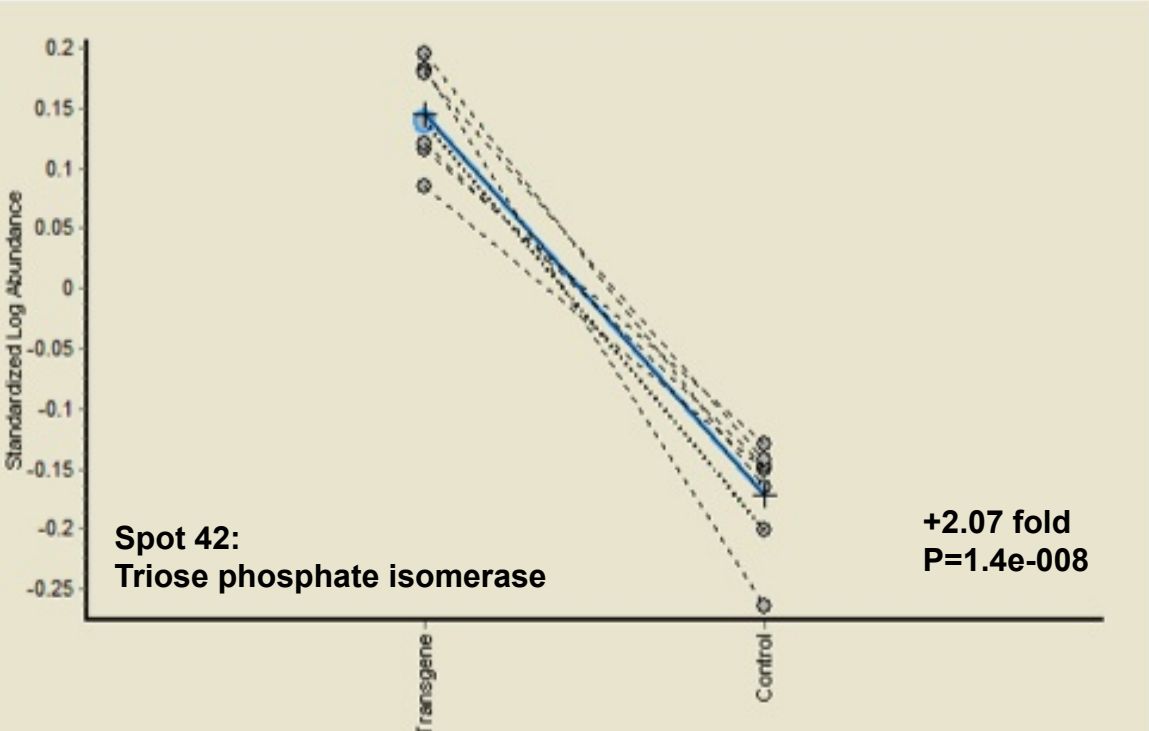 0.2
0.15
0.1
0.05
0
-0.05
-0.1
-0.15
-0.2
-0.25
Standardized Log Abundance
Spot 42:
Triose phosphate isomerase
+2.07 fold
P=1.4e-008
Transgene
Control